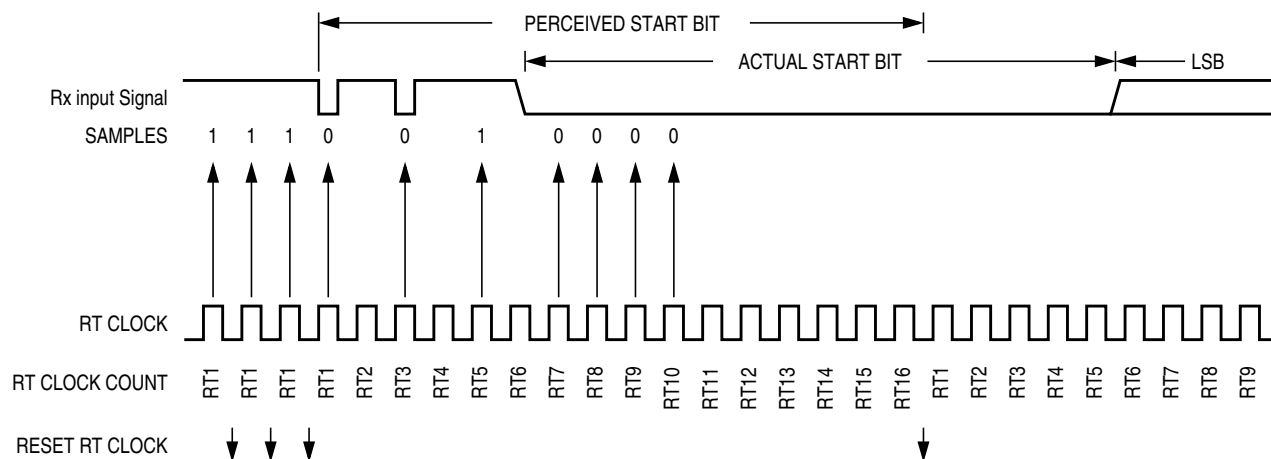 PERCEIVED START BIT
ACTUAL START BIT
LSB
Rx input Signal
SAMPLES
1 1 1 0 0 1 0 0 0 0
RT CLOCK
RT CLOCK COUNT
RT1 RT1 RT1 RT1 RT2 RT3 RT4 RT5 RT6 RT7 RT8 RT9 RT10 RT11 RT12 RT13 RT14 RT15 RT16 RT1 RT2 RT3 RT4 RT5 RT6 RT7 RT8 RT9
RESET RT CLOCK